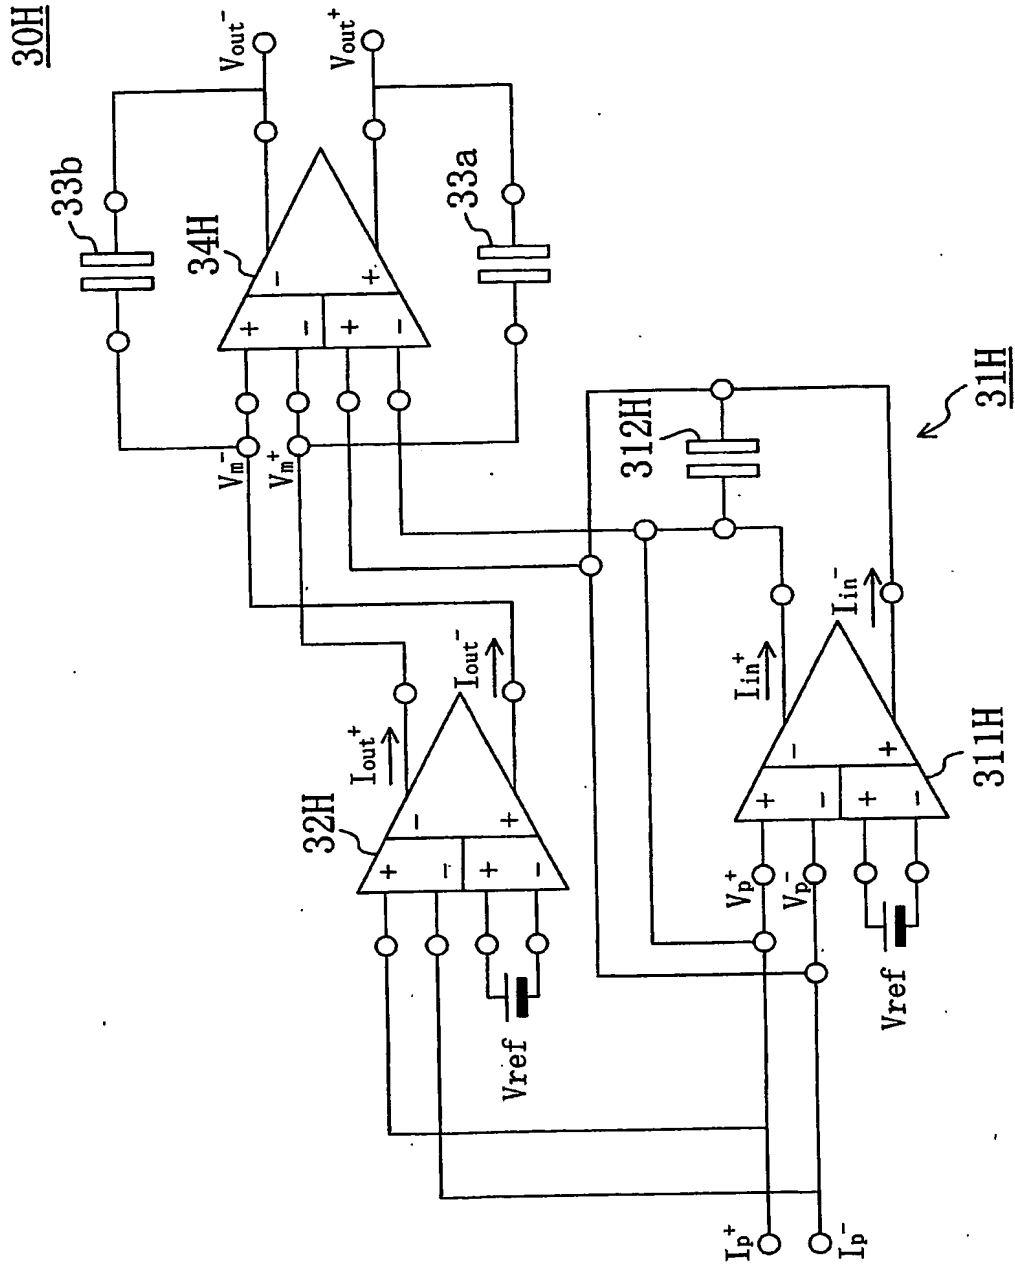 30H
Vout-
Vout+
33b
34H
+
-
-
+
-
+
33a
Vm-
Vm+
312H
31H
Iout+
Iout-
32H
+
-
-
+
-
+
Vref
Iin+
Iin-
Vp+
Vp-
+
-
-
+
-
+
311H
Vref
Ip+
Ip-